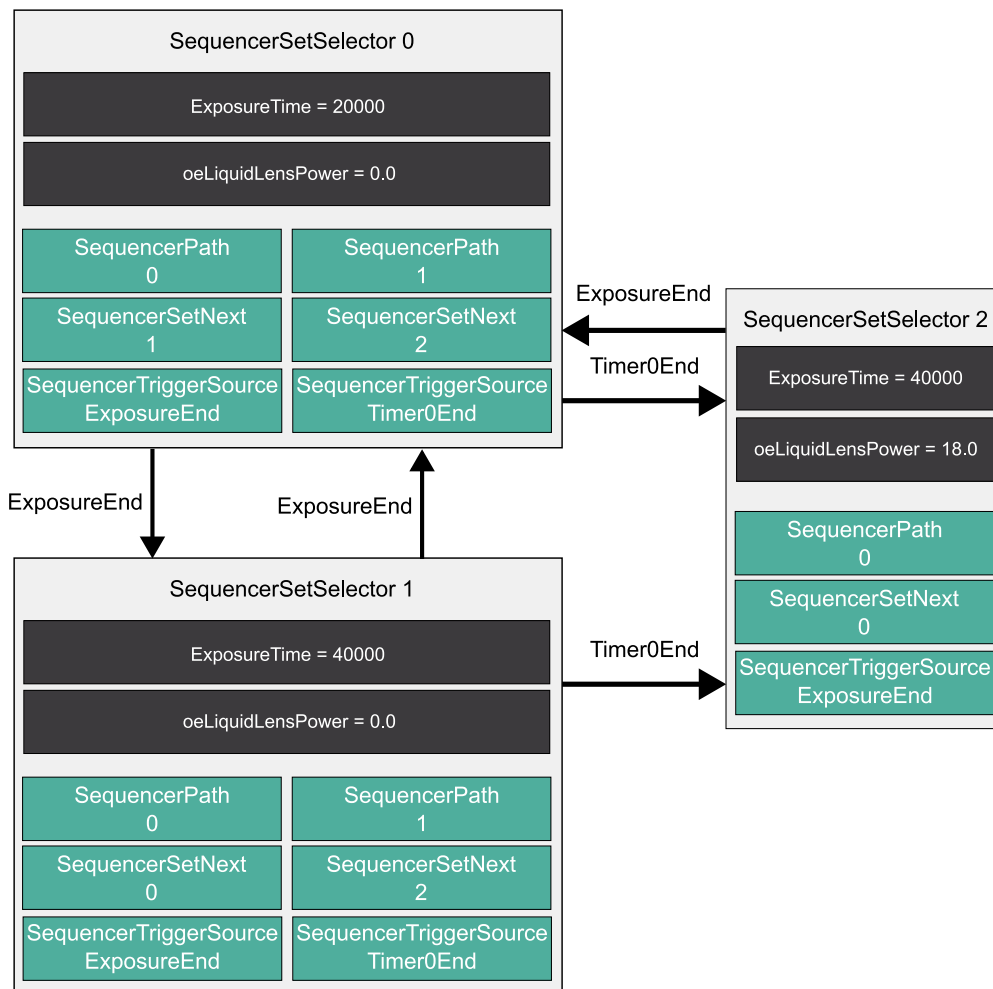 SequencerSetSelector 0
ExposureTime = 20000
oeLiquidLensPower = 0.0
SequencerPath
0
SequencerPath
1
SequencerSetNext
1
SequencerSetNext
2
SequencerTriggerSource
ExposureEnd
SequencerTriggerSource
Timer0End
ExposureEnd
Timer0End
SequencerSetSelector 2
ExposureTime = 40000
oeLiquidLensPower = 18.0
SequencerPath
0
SequencerSetNext
0
SequencerTriggerSource
ExposureEnd
ExposureEnd
ExposureEnd
SequencerSetSelector 1
ExposureTime = 40000
oeLiquidLensPower = 0.0
Timer0End
SequencerPath
0
SequencerPath
1
SequencerSetNext
0
SequencerSetNext
2
SequencerTriggerSource
ExposureEnd
SequencerTriggerSource
Timer0End